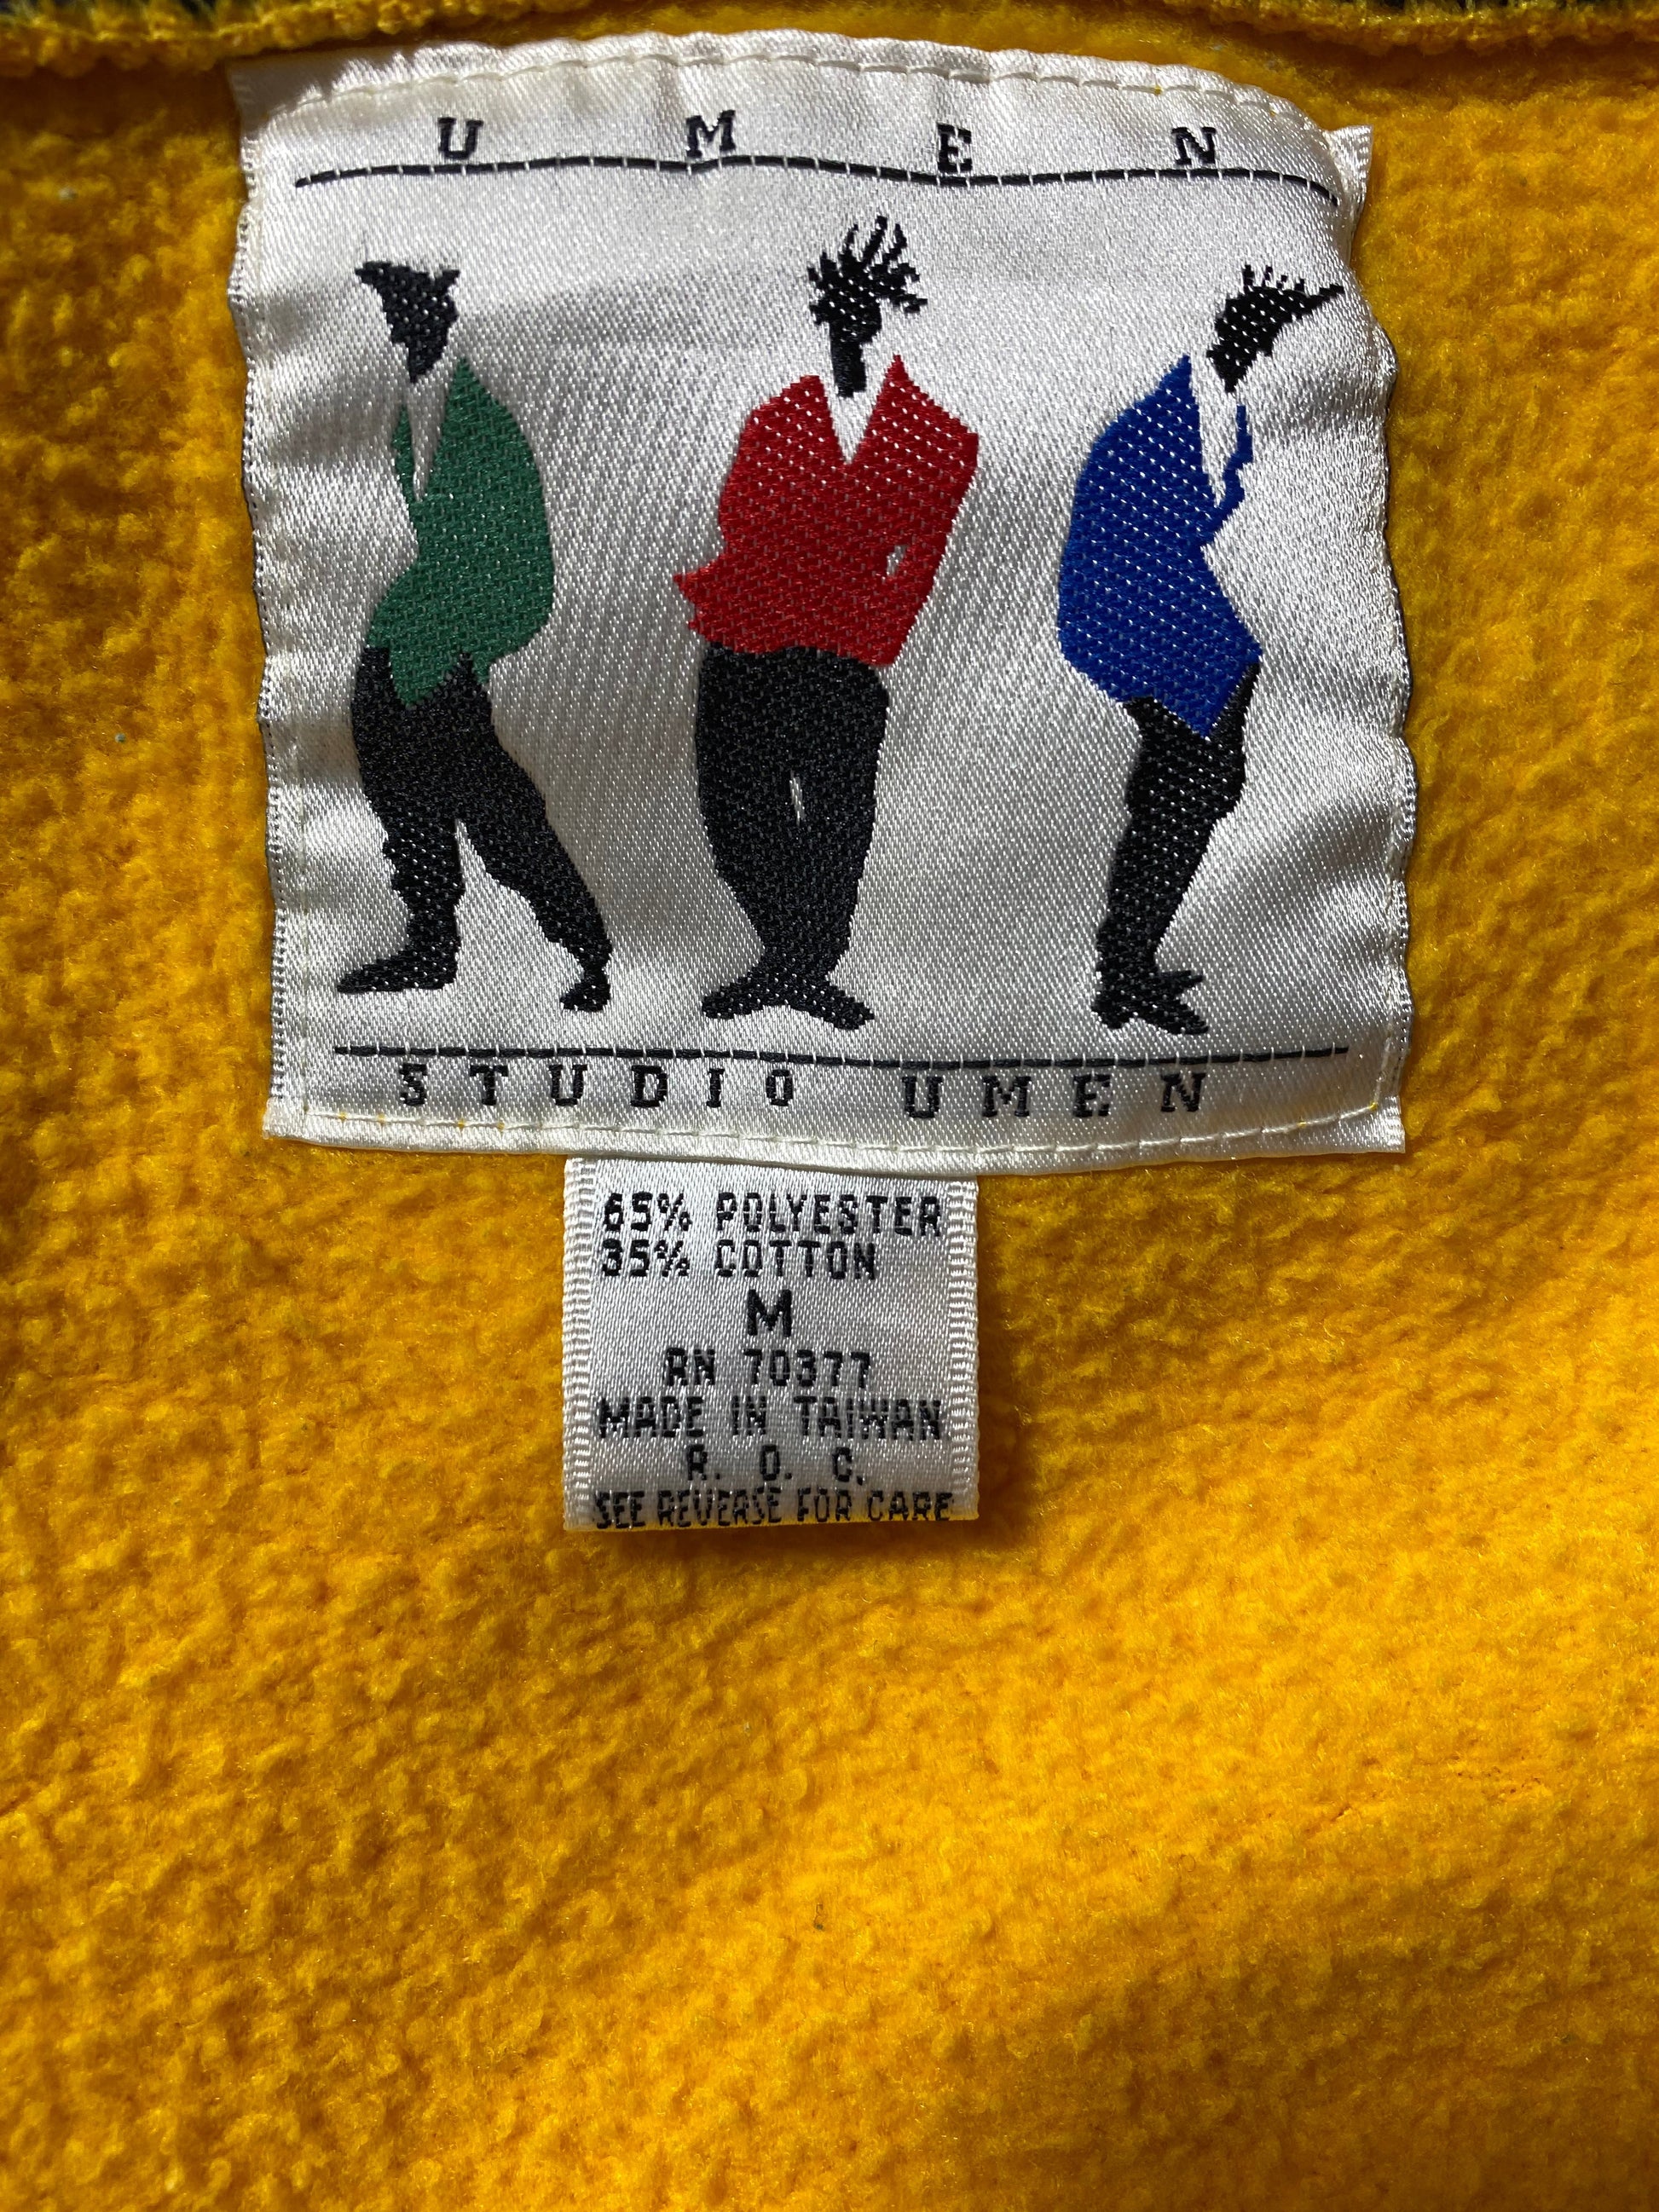 U M E N
STUDIO UMEN
65% POLYESTER
35% COTTON
M
RN 70377
MADE IN TAIWAN
R. O. C.
SEE REVERSE FOR CARE